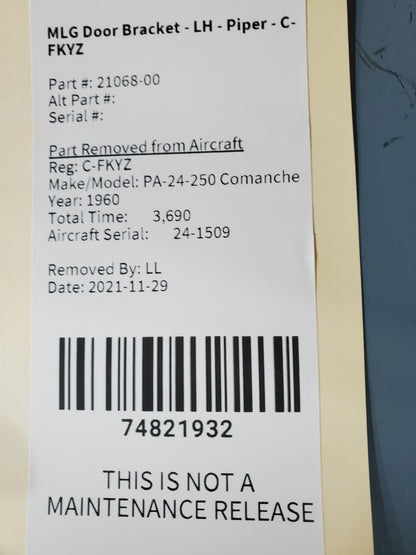 MLG Door Bracket - LH - Piper - C-
FKYZ
Part #: 21068-00
Alt Part #:
Serial #:
Part Removed from Aircraft
Reg: C-FKYZ
Make/Model: PA-24-250 Comanche
Year: 1960
Total Time: 3,690
Aircraft Serial: 24-1509
Removed By: LL
Date: 2021-11-29
74821932
THIS IS NOT A
MAINTENANCE RELEASE